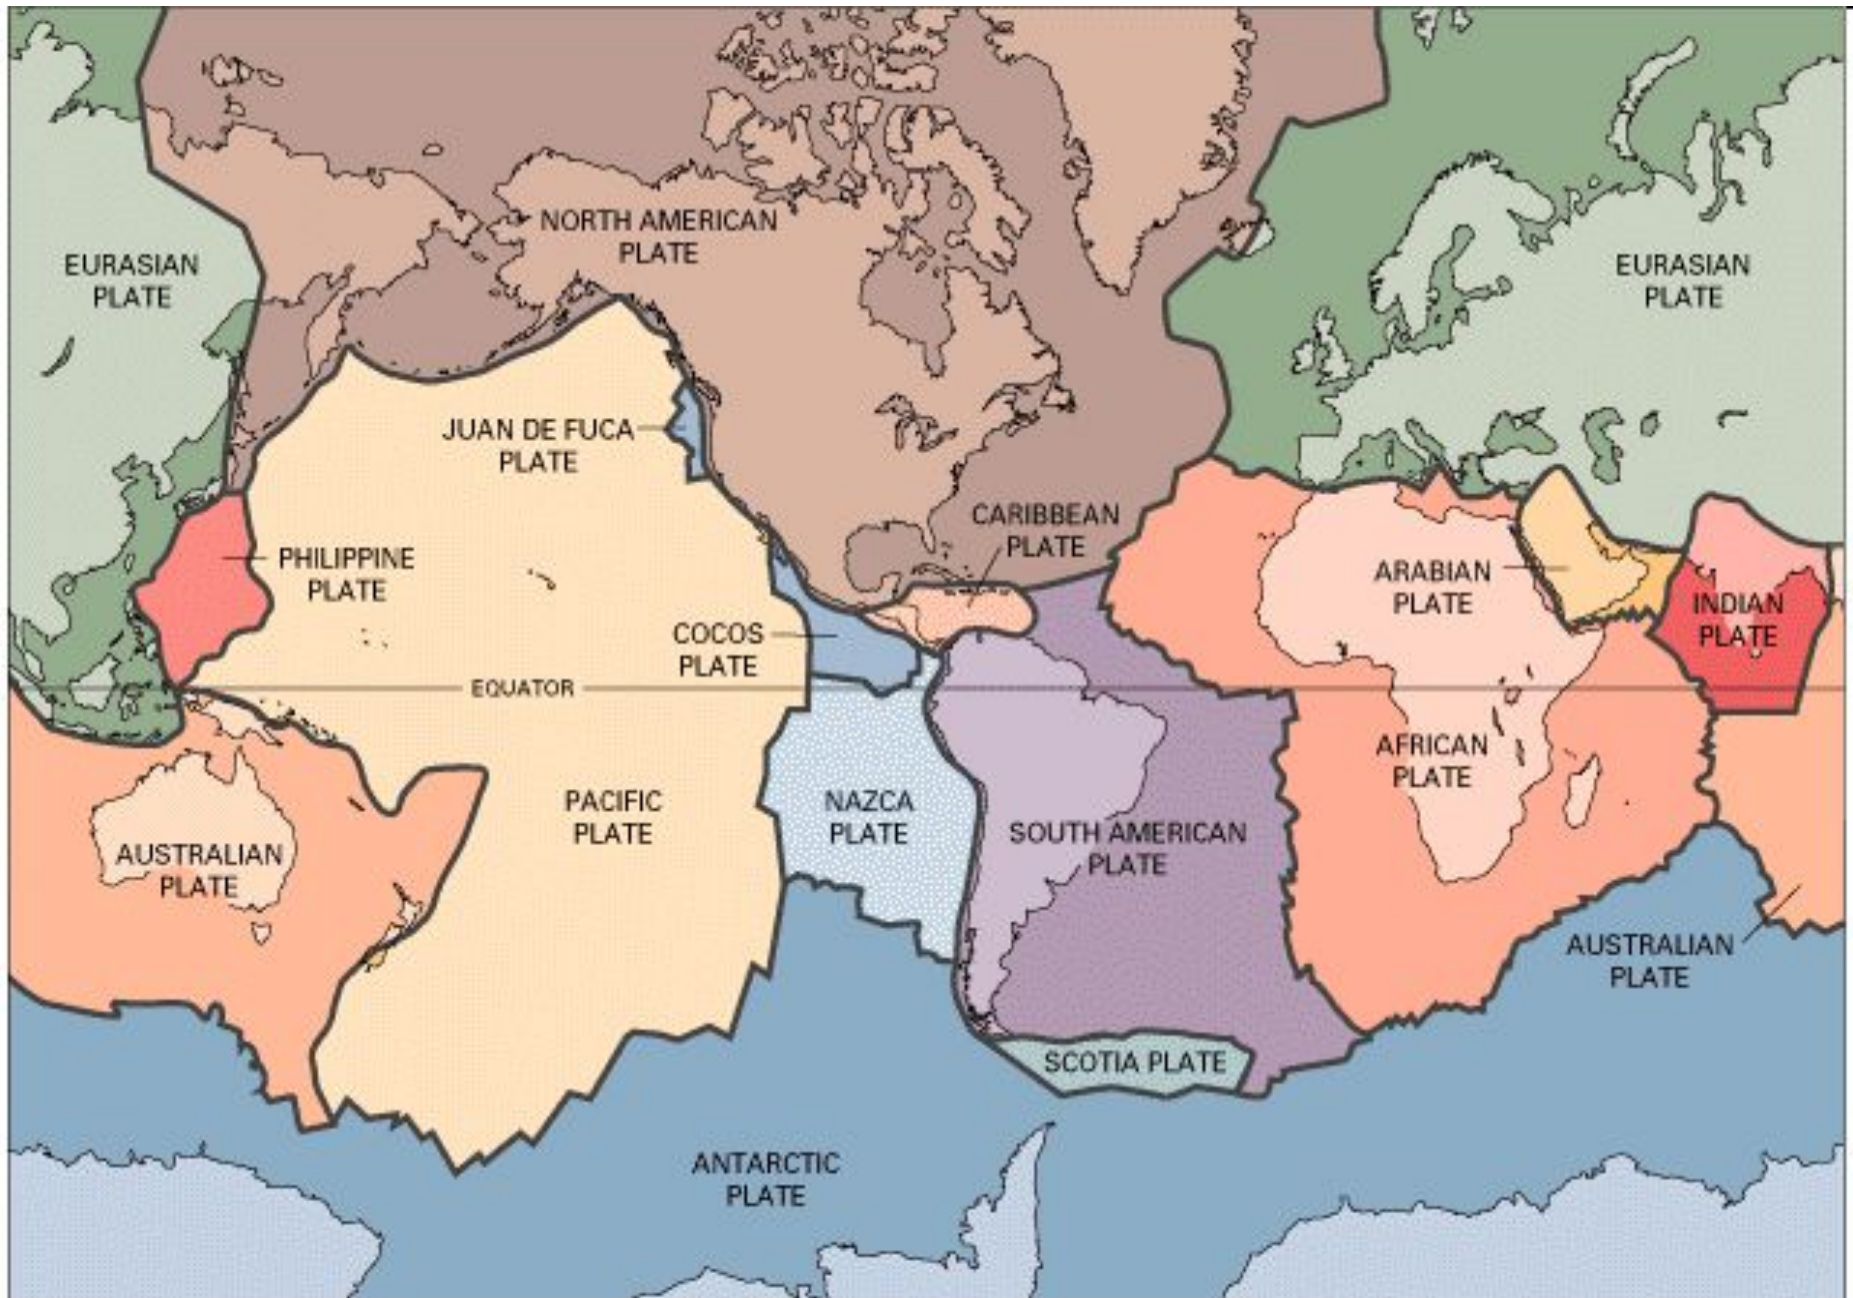 NORTH AMERICAN
PLATE
EURASIAN
PLATE
EURASIAN
PLATE
JUAN DE FUCA
PLATE
CARIBBEAN
PLATE
PHILIPPINE
PLATE
ARABIAN
PLATE
INDIAN
PLATE
COCOS
PLATE
EQUATOR
AFRICAN
PLATE
PACIFIC
PLATE
NAZCA
PLATE
SOUTH AMERICAN
PLATE
AUSTRALIAN
PLATE
AUSTRALIAN
PLATE
SCOTIA PLATE
ANTARCTIC
PLATE